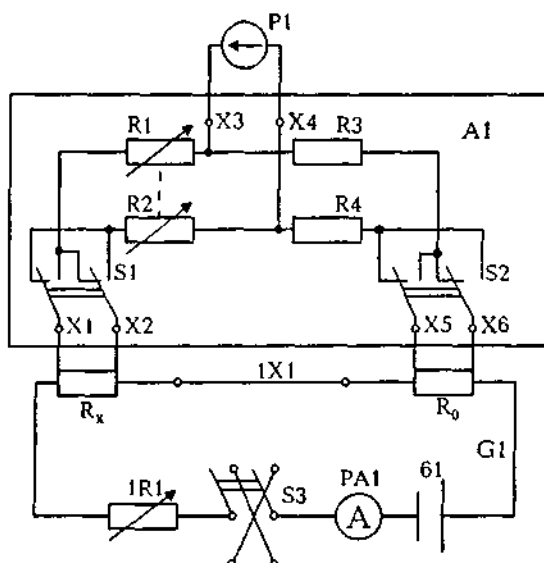 P1
R1 X3 X4 R3 A1
R2 R4
S1 S2
X1 X2 X5 X6
1X1
Rx R0
G1
1R1 S3 PA1 61
A